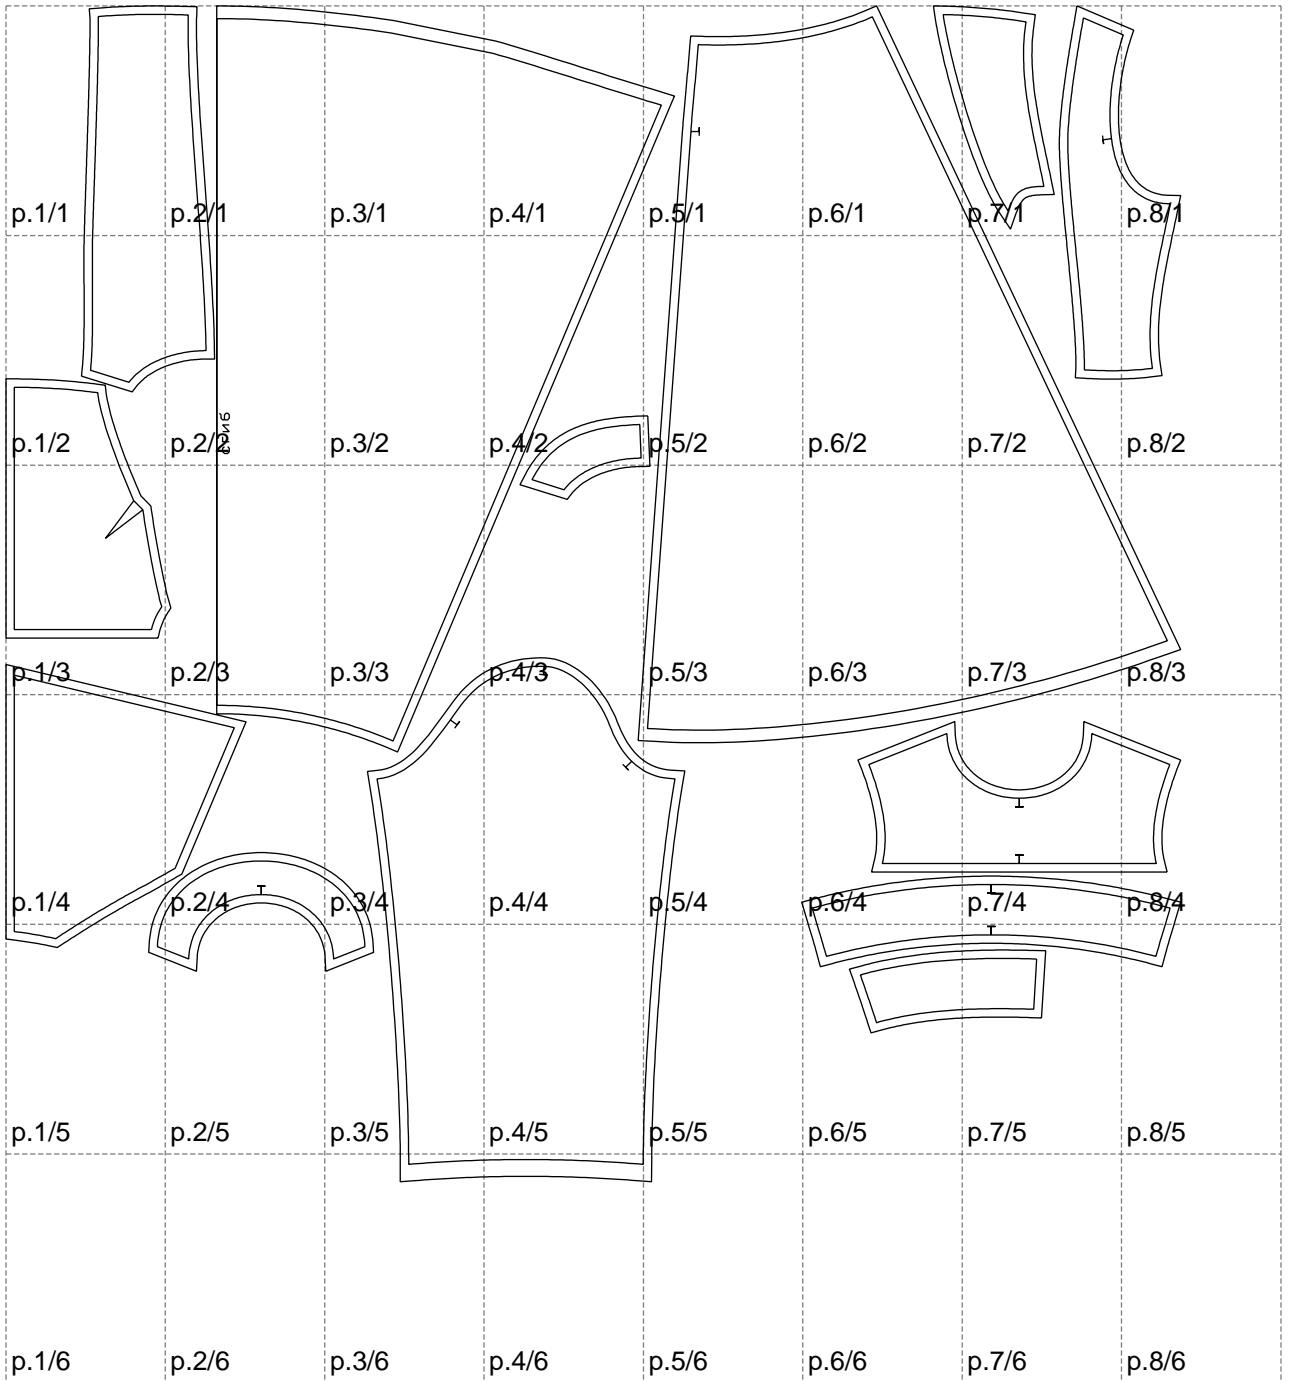 p.1/1 p.2/1 p.3/1 p.4/1 p.5/1 p.6/1 p.7/1 p.8/1
сгиб
p.1/2 p.2/2 p.3/2 p.4/2 p.5/2 p.6/2 p.7/2 p.8/2
p.1/3 p.2/3 p.3/3 p.4/3 p.5/3 p.6/3 p.7/3 p.8/3
p.1/4 p.2/4 p.3/4 p.4/4 p.5/4 p.6/4 p.7/4 p.8/4
p.1/5 p.2/5 p.3/5 p.4/5 p.5/5 p.6/5 p.7/5 p.8/5
p.1/6 p.2/6 p.3/6 p.4/6 p.5/6 p.6/6 p.7/6 p.8/6